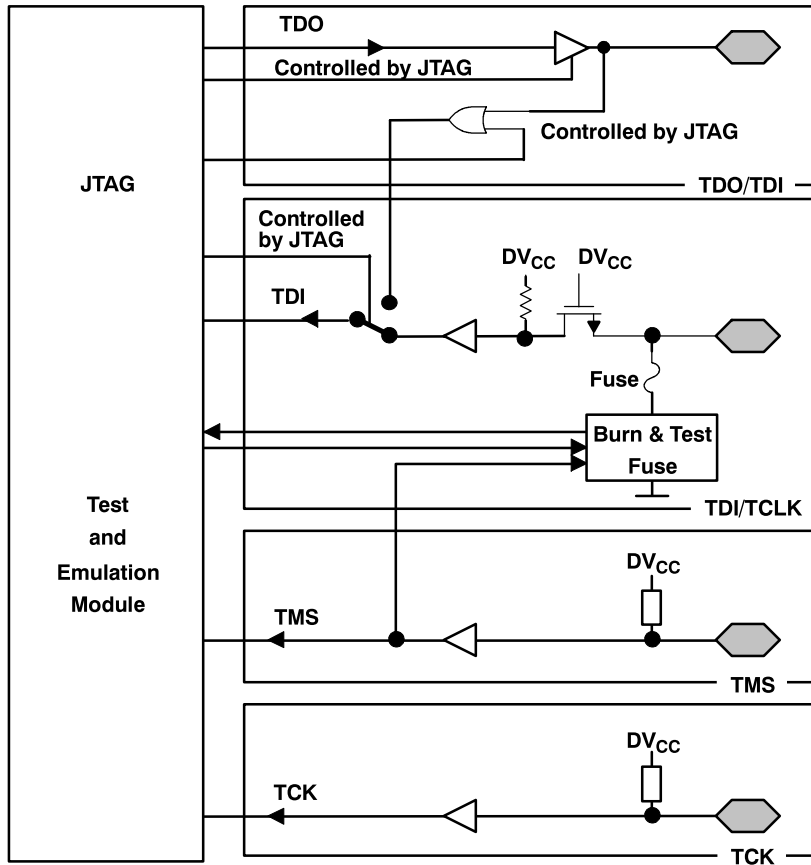 TDO
Controlled by JTAG
Controlled by JTAG
JTAG
TDO/TDI
Controlled
by JTAG
TDI
DVCC
DVCC
Fuse
Burn & Test
Fuse
TDI/TCLK
Test
and
Emulation
Module
DVCC
TMS
TMS
DVCC
TCK
TCK